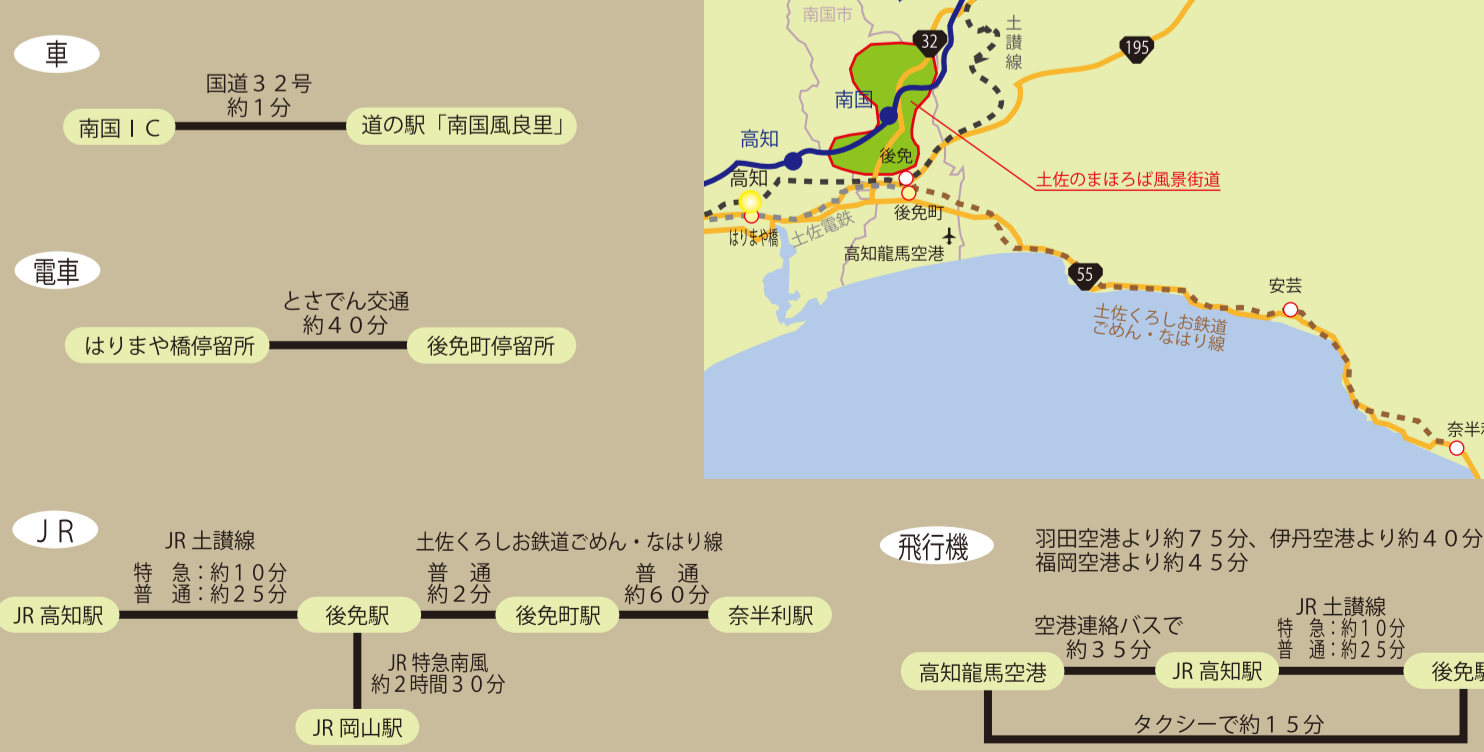 車
国道３２号
約１分
南国ＩＣ
道の駅「南国風良里」
電車
とさでん交通
約４０分
はりまや橋停留所
後免町停留所
南国市
32
土讃線
195
南国
高知
後免
高知
土佐のまほろば風景街道
はりまや橋
土佐電鉄
後免町
高知龍馬空港
55
安芸
土佐くろしお鉄道
ごめん・なはり線
奈半利
ＪＲ
JR 土讃線
特　急：約１０分
普　通：約２５分
土佐くろしお鉄道ごめん・なはり線
普　通
約２分
普　通
約６０分
JR 高知駅
後免駅
後免町駅
奈半利駅
JR 特急南風
約２時間３０分
JR 岡山駅
飛行機
羽田空港より約７５分、伊丹空港より約４０分
福岡空港より約４５分
空港連絡バスで
約３５分
JR 土讃線
特　急：約１０分
普　通：約２５分
高知龍馬空港
JR 高知駅
後免駅
タクシーで約１５分